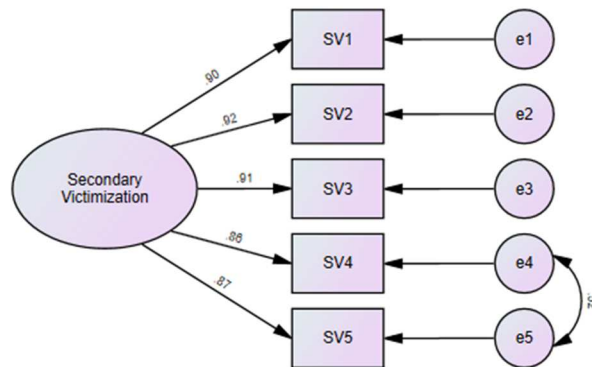 SV1
e1
.90
SV2
e2
.92
Secondary
Victimization
.91
SV3
e3
.86
SV4
e4
.87
SV5
e5